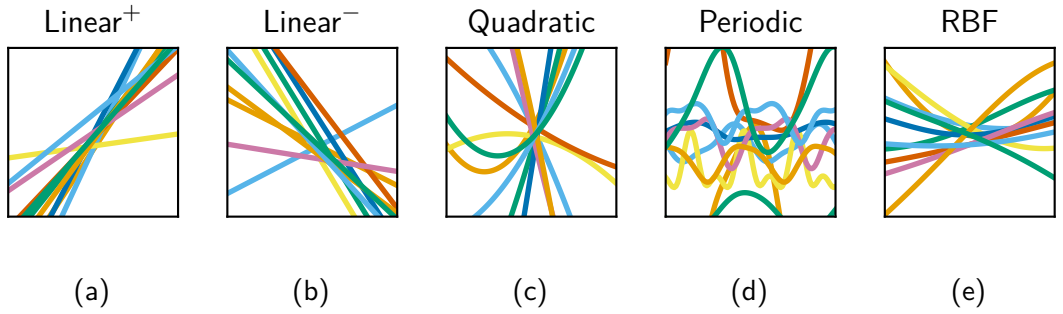 Linear⁺ Linear⁻ Quadratic Periodic RBF
(a) (b) (c) (d) (e)